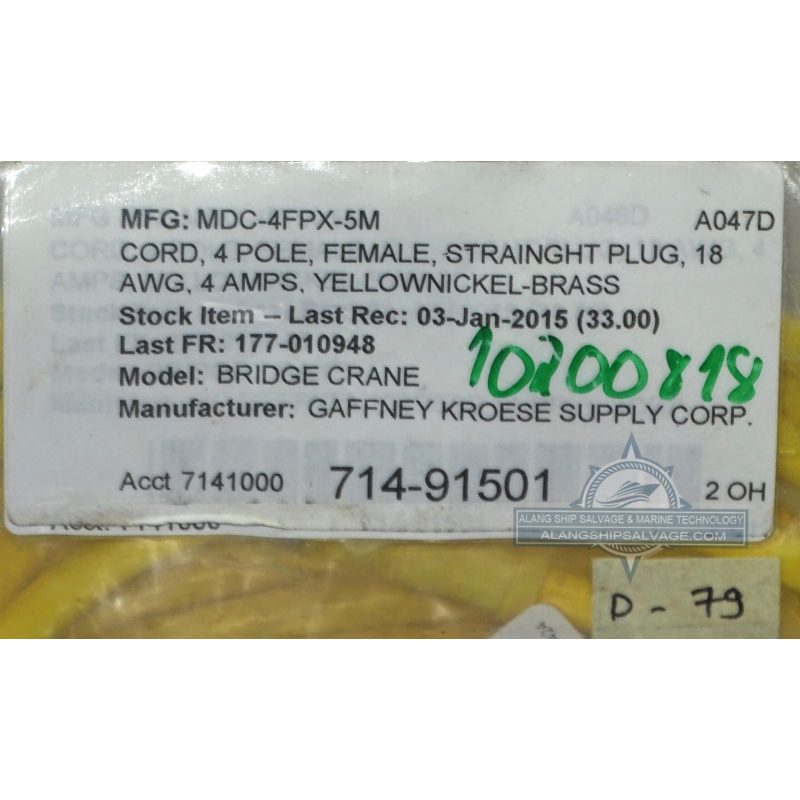 MFG: MDC-4FPX-5M A046D A047D
CORD, 4 POLE, FEMALE, STRAINGHT PLUG, 18
AWG, 4 AMPS, YELLOWNICKEL-BRASS
Stock Item – Last Rec: 03-Jan-2015 (33.00)
Last FR: 177-010948
10200818
Model: BRIDGE CRANE
Manufacturer: GAFFNEY KROESE SUPPLY CORP.
Acct 7141000 714-91501 2 OH
ALANG SHIP SALVAGE & MARINE TECHNOLOGY
ALANGSHIPSALVAGE.COM
D - 79